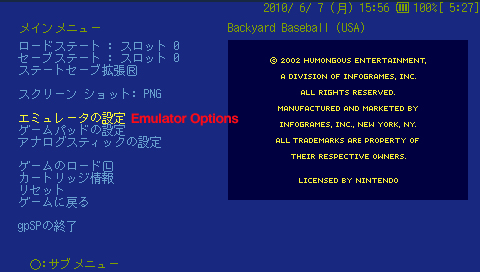 2010/ 6/ 7 (月) 15:56 100%[ 5:27]
メインメニュー
Backyard Baseball (USA)
ロードステート : スロット 0
セーブステート : スロット 0
ステートセーブ拡張R
スクリーン ショット: PNG
エミュレータの設定 Emulator Options
ゲームパッドの設定
アナログスティックの設定
ゲームのロードL
カートリッジ情報
リセット
ゲームに戻る
gpSPの終了
© 2002 HUMONGOUS ENTERTAINMENT,
A DIVISION OF INFOGRAMES, INC.
ALL RIGHTS RESERVED.
MANUFACTURED AND MARKETED BY
INFOGRAMES, INC., NEW YORK, NY.
ALL TRADEMARKS ARE PROPERTY OF
THEIR RESPECTIVE OWNERS.
LICENSED BY NINTENDO
◯:サブメニュー